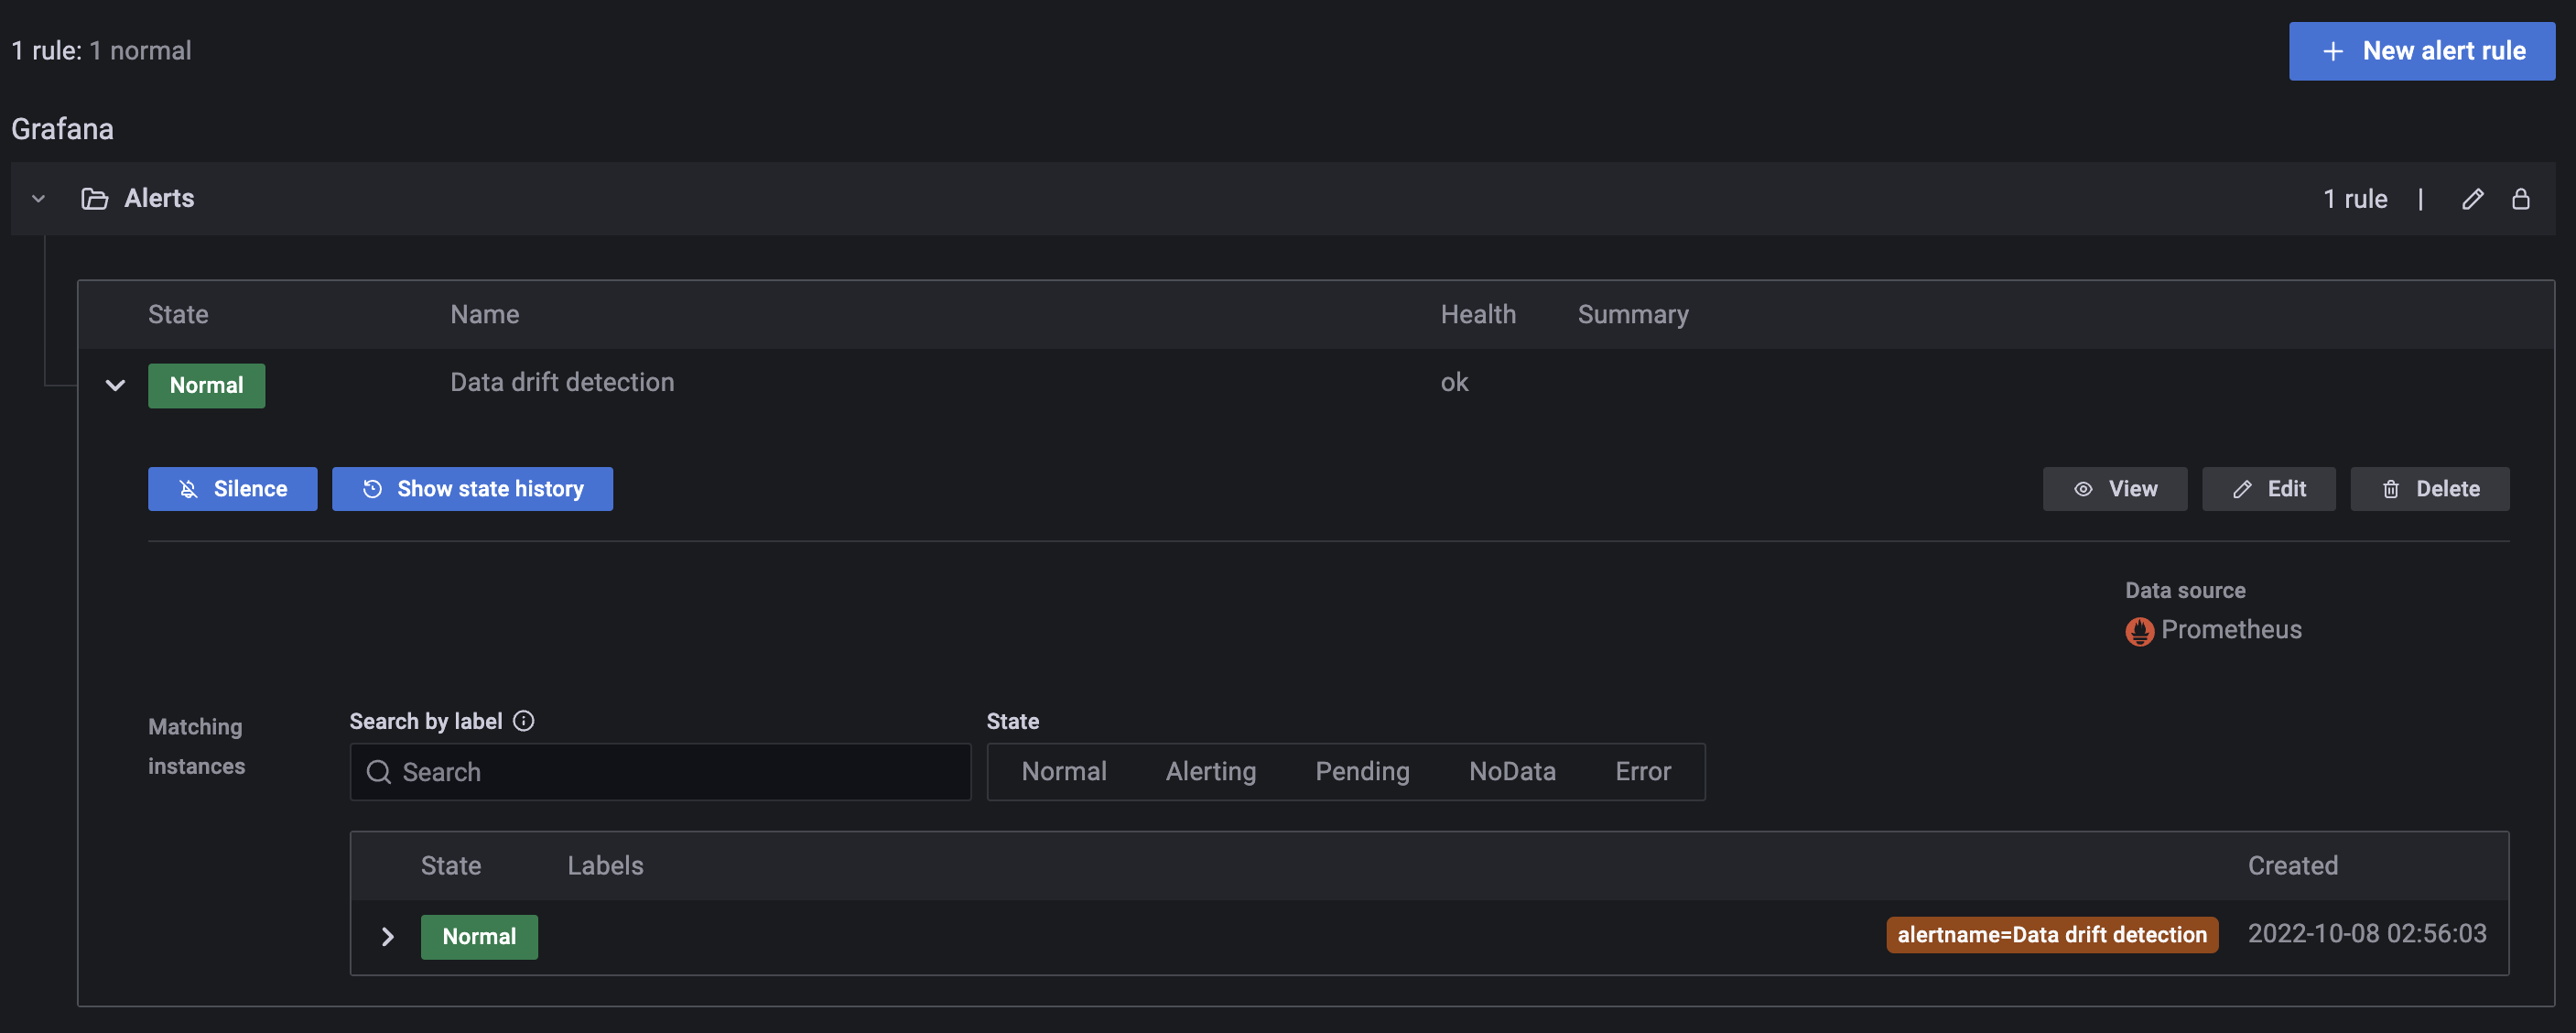 1 rule: 1 normal
New alert rule
Grafana
Alerts
1 rule |
State Name Health Summary
Normal Data drift detection ok
Silence Show state history View Edit Delete
Data source
Prometheus
Matching
instances
Search by label State
Search Normal Alerting Pending NoData Error
State Labels Created
Normal alertname=Data drift detection 2022-10-08 02:56:03